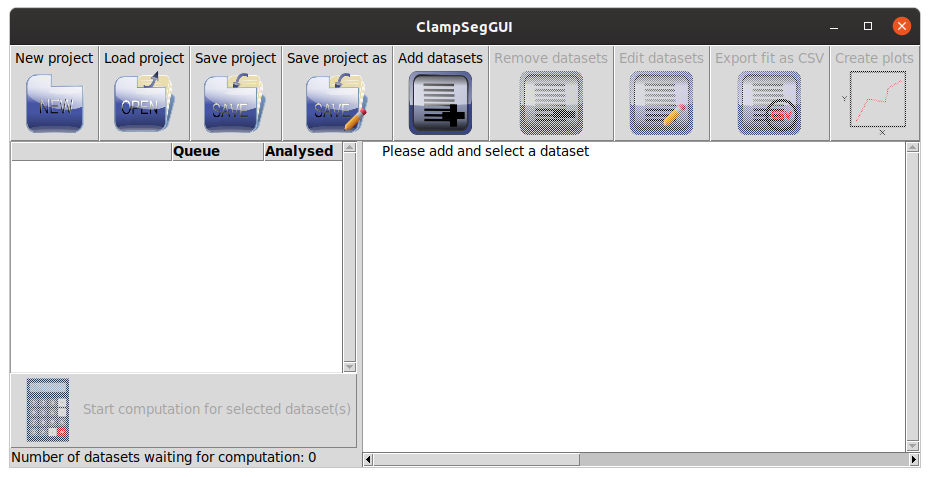 ClampSegGUI
New project Load project Save project Save project as Add datasets Remove datasets Edit datasets Export fit as CSV Create plots
NEW OPEN SAVE SAVE CSV Y X
Queue Analysed
Please add and select a dataset
Start computation for selected dataset(s)
Number of datasets waiting for computation: 0